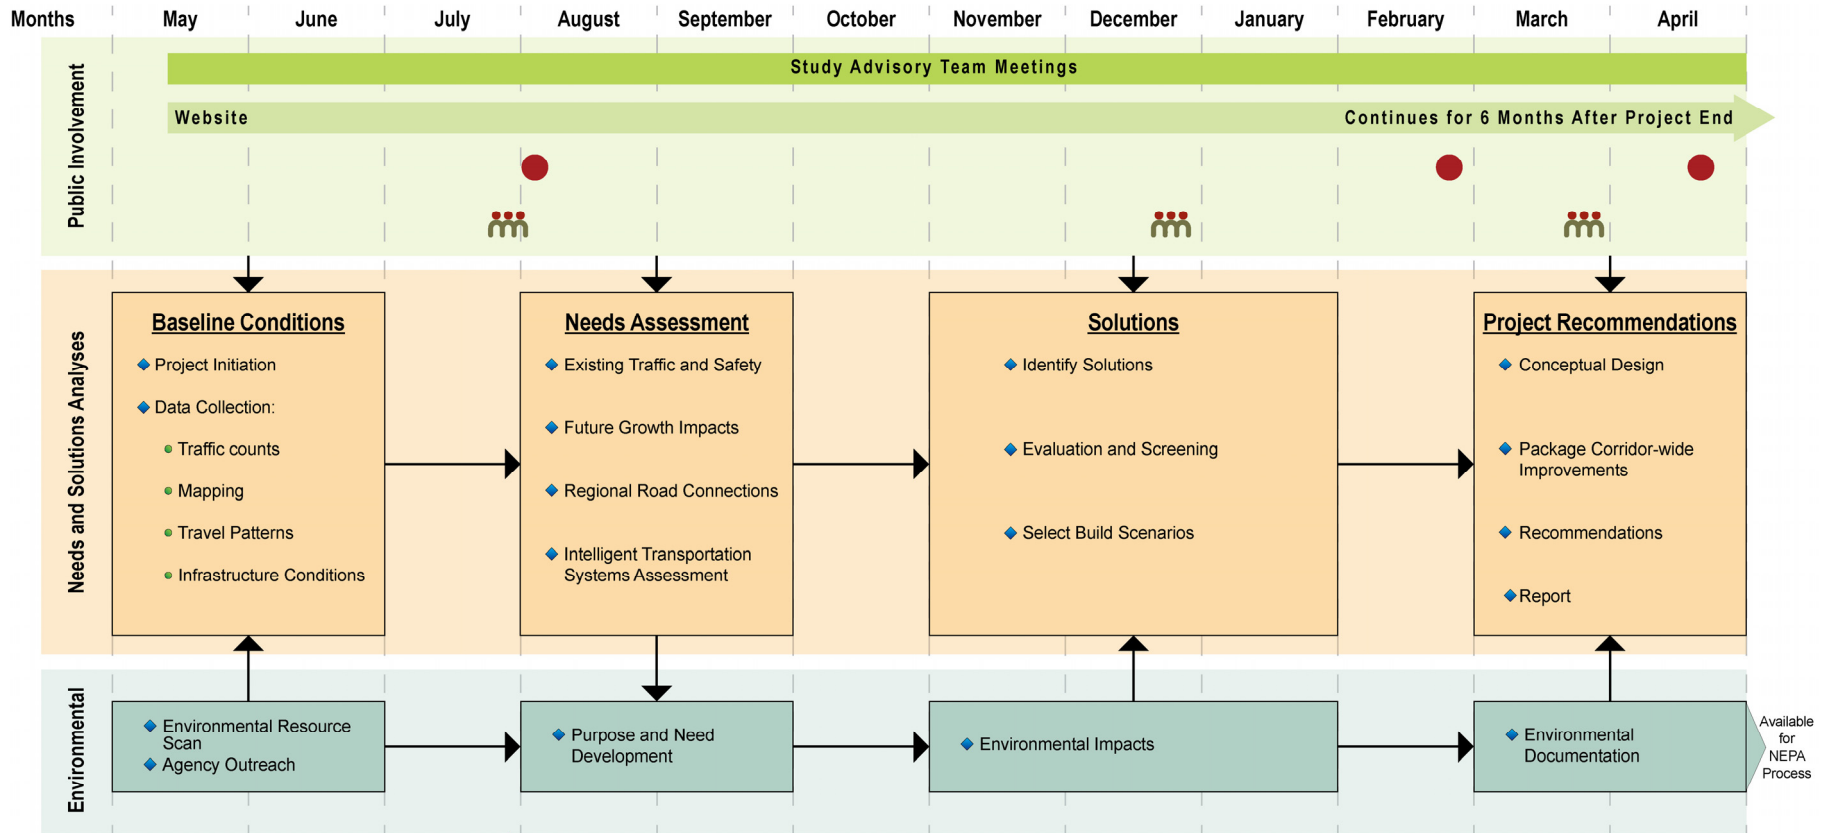 Months May June July August September October November December January February March April
Public Involvement
Study Advisory Team Meetings
Website
Continues for 6 Months After Project End
Needs and Solutions Analyses
Baseline Conditions
Project Initiation
Data Collection:
Traffic counts
Mapping
Travel Patterns
Infrastructure Conditions
Needs Assessment
Existing Traffic and Safety
Future Growth Impacts
Regional Road Connections
Intelligent Transportation
Systems Assessment
Solutions
Identify Solutions
Evaluation and Screening
Select Build Scenarios
Project Recommendations
Conceptual Design
Package Corridor-wide
Improvements
Recommendations
Report
Environmental
Environmental Resource
Scan
Agency Outreach
Purpose and Need
Development
Environmental Impacts
Environmental
Documentation
Available
for
NEPA
Process